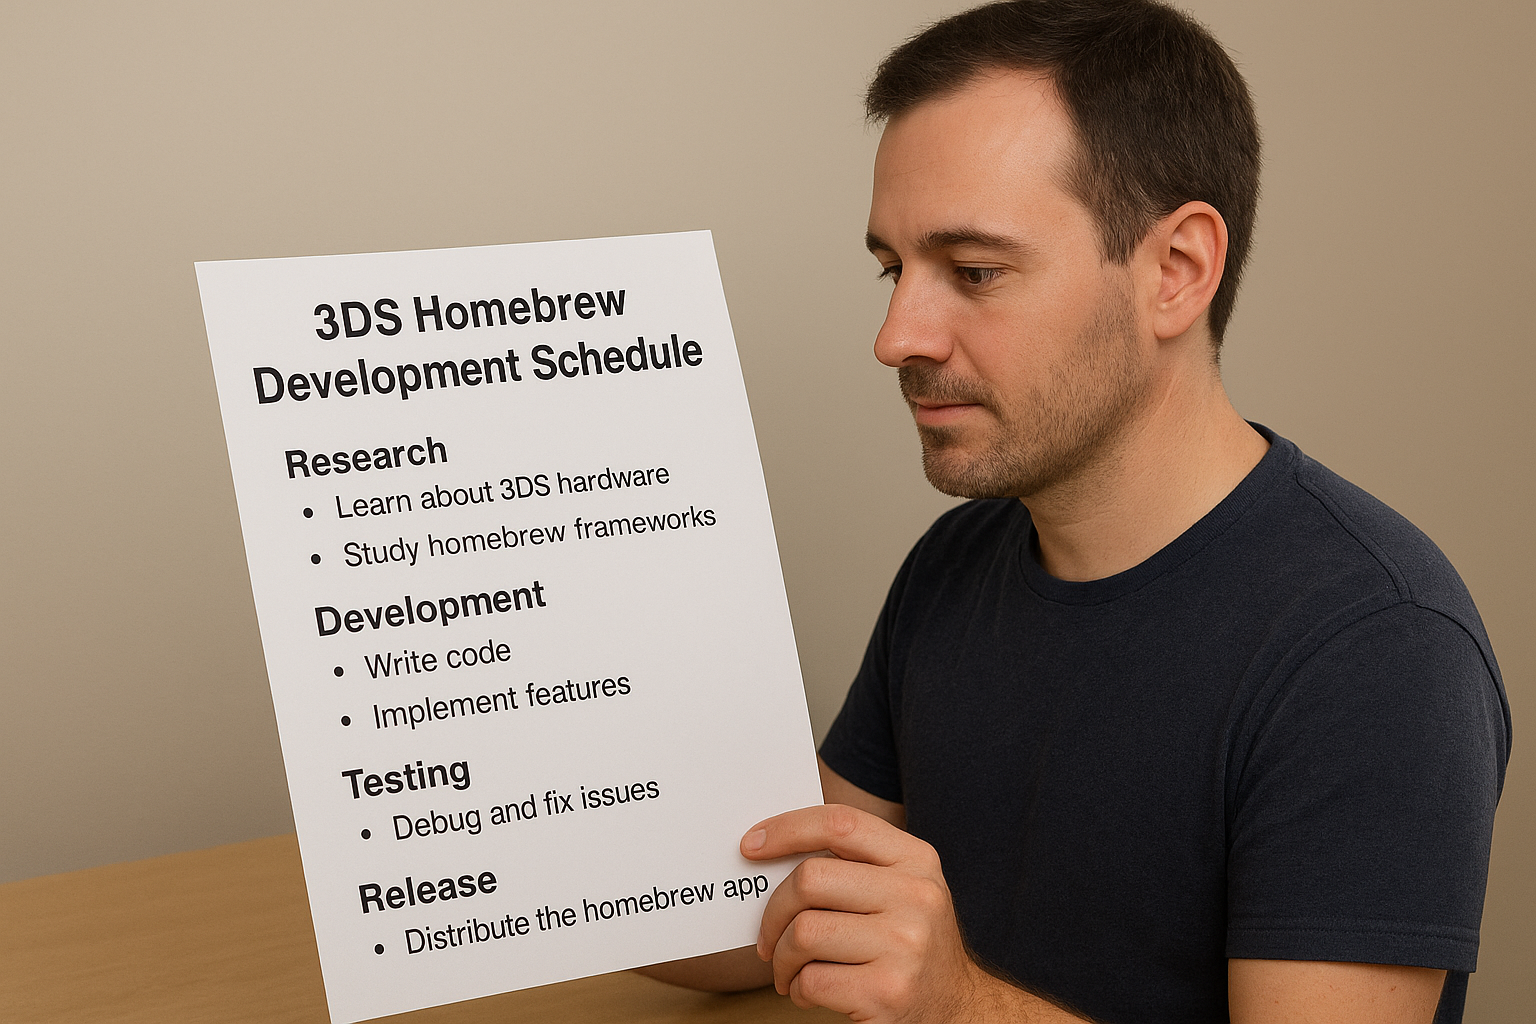 3DS Homebrew
Development Schedule
Research
• Learn about 3DS hardware
• Study homebrew frameworks
Development
• Write code
• Implement features
Testing
• Debug and fix issues
Release
• Distribute the homebrew app